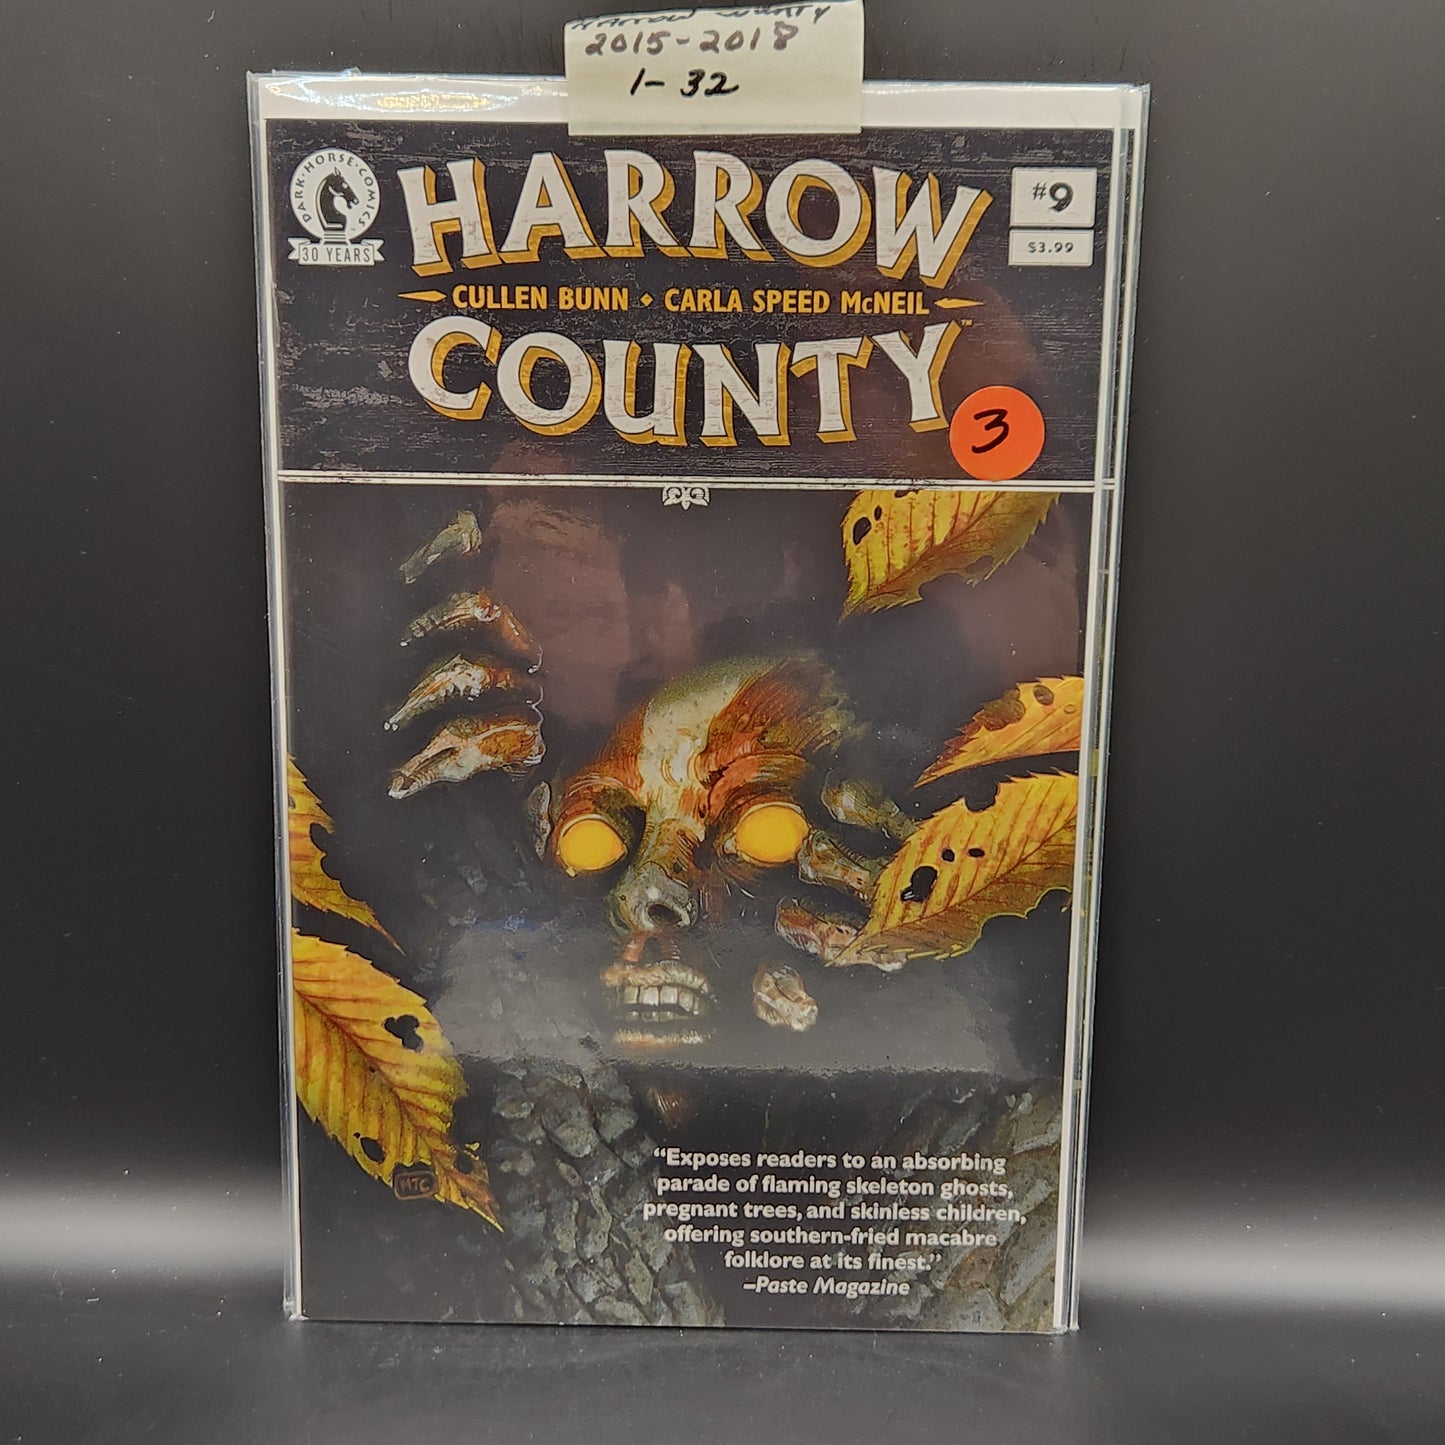 HARROW COUNTY
2015-2018
1-32
DARK·HORSE·COMICS
30 YEARS
HARROW
#9
$3.99
CULLEN BUNN • CARLA SPEED McNEIL
COUNTY™
3
“Exposes readers to an absorbing
parade of flaming skeleton ghosts,
pregnant trees, and skinless children,
offering southern-fried macabre
folklore at its finest.”
–Paste Magazine
MTC